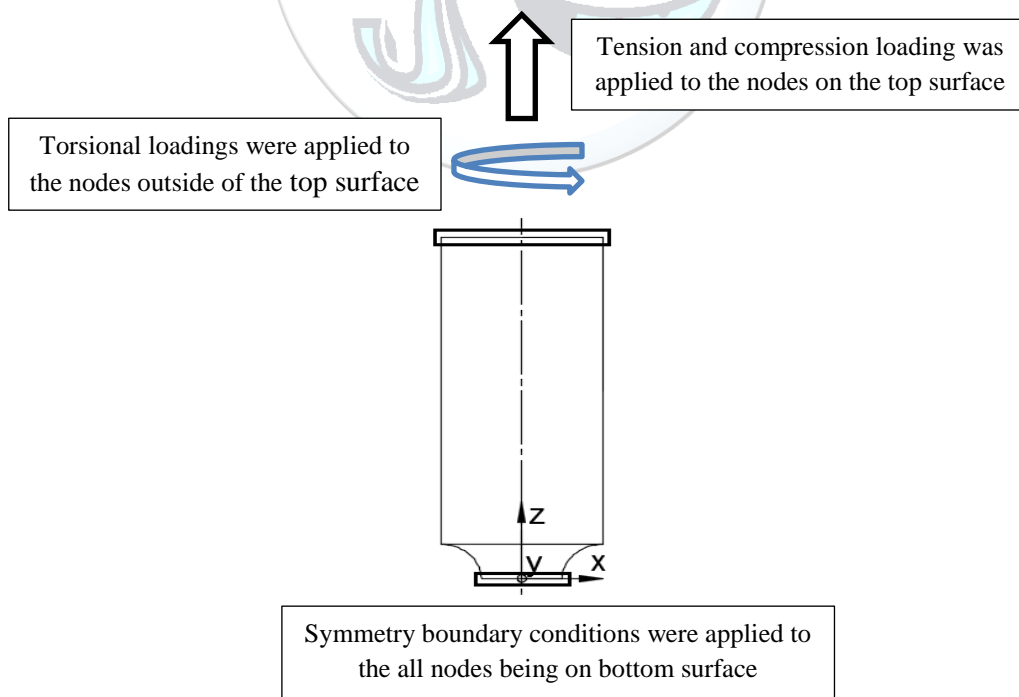 Tension and compression loading was
applied to the nodes on the top surface
Torsional loadings were applied to
the nodes outside of the top surface
Z
y
X
Symmetry boundary conditions were applied to
the all nodes being on bottom surface